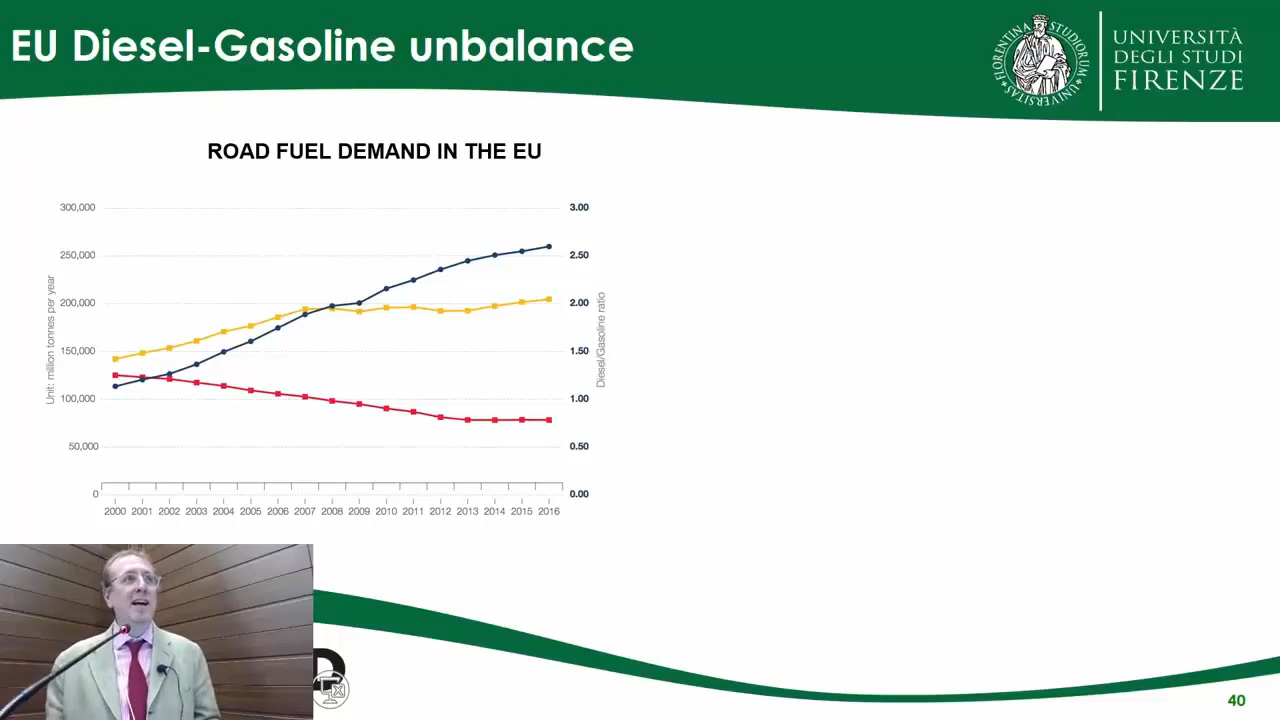 EU Diesel-Gasoline unbalance
UNIVERSITÀ
DEGLI STUDI
FIRENZE
FLORENTINA STUDIORUM UNIVERSITAS
ROAD FUEL DEMAND IN THE EU
300,000
3.00
250,000
2.50
200,000
2.00
150,000
1.50
100,000
1.00
50,000
0.50
0
0.00
Unit: million tonnes per year
Diesel/Gasoline ratio
2000 2001 2002 2003 2004 2005 2006 2007 2008 2009 2010 2011 2012 2013 2014 2015 2016
40